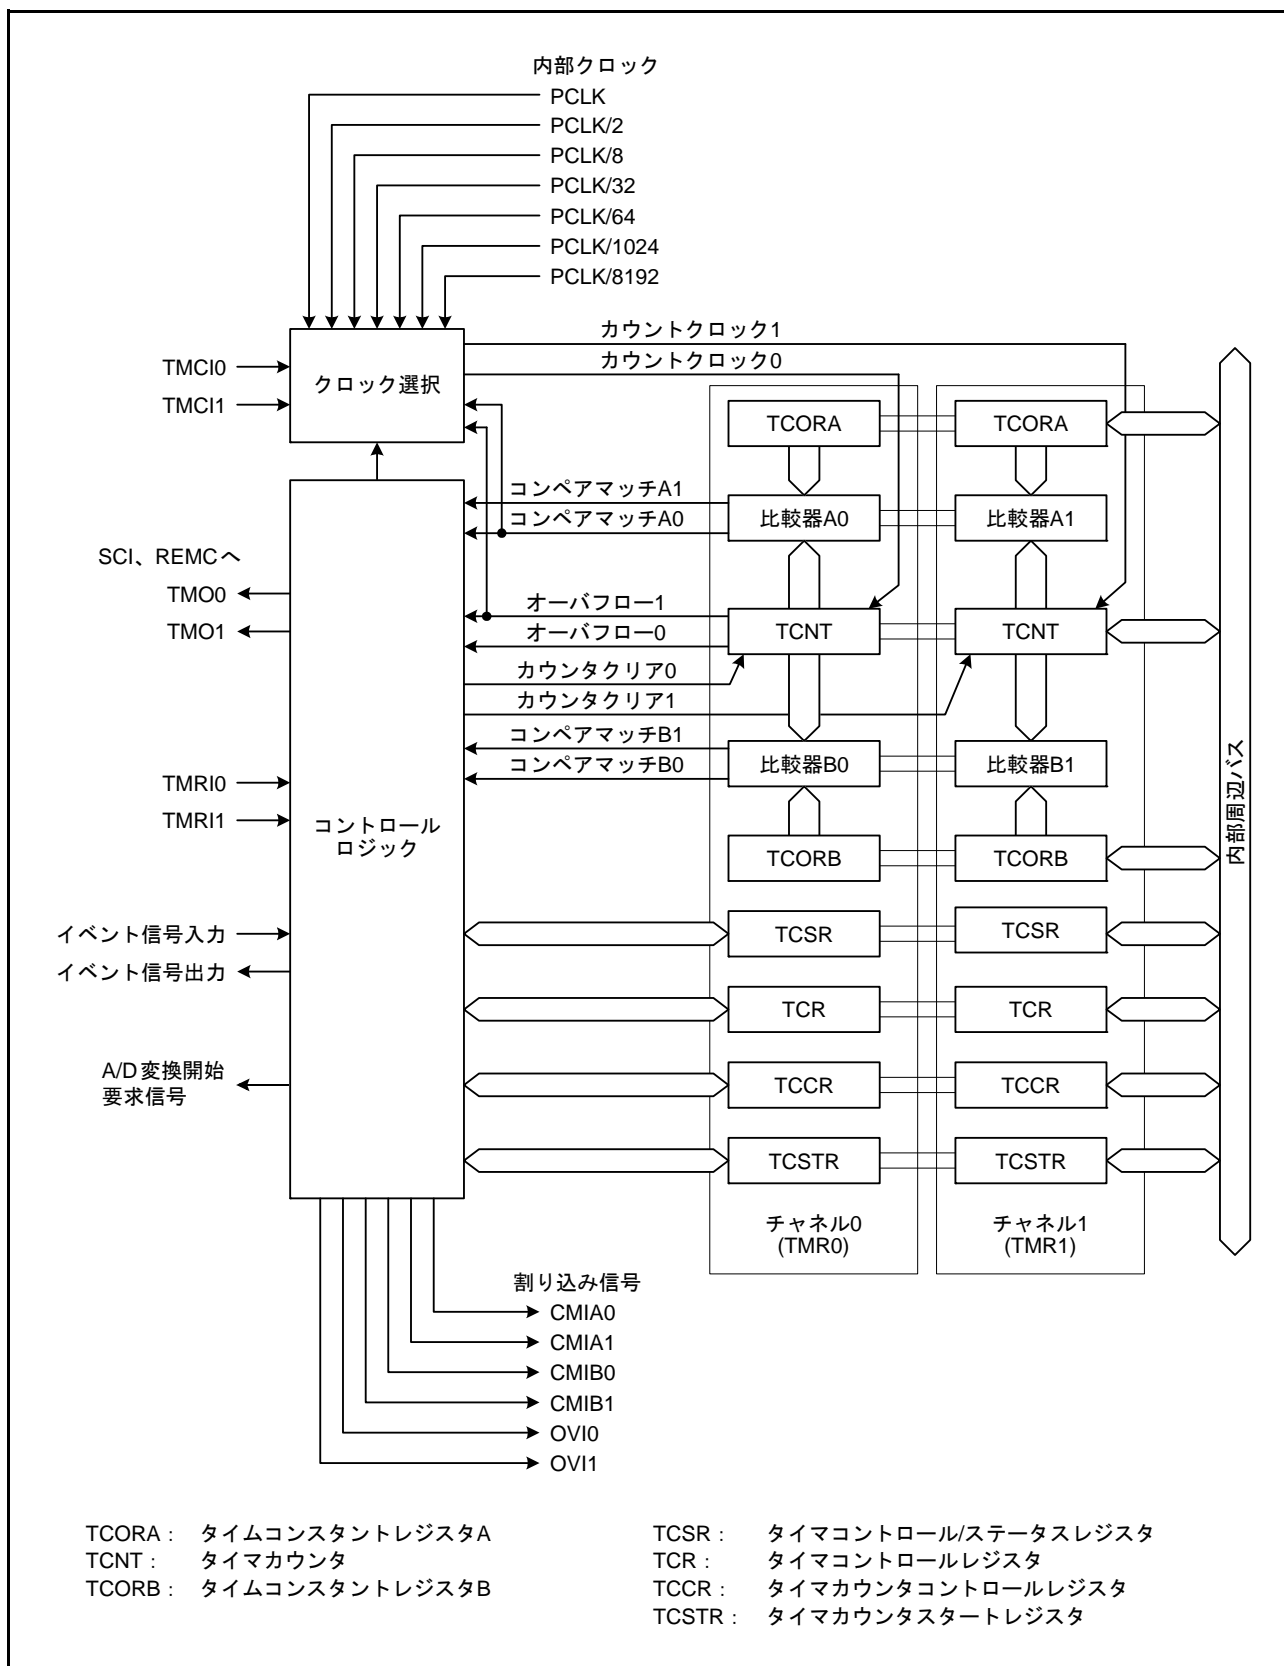 内部クロック
PCLK
PCLK/2
PCLK/8
PCLK/32
PCLK/64
PCLK/1024
PCLK/8192
カウントクロック1
カウントクロック0
TMCI0
TMCI1
クロック選択
TCORA
TCORA
コンペアマッチA1
コンペアマッチA0
比較器A0
比較器A1
SCI、REMCへ
TMO0
TMO1
オーバフロー1
オーバフロー0
TCNT
TCNT
カウンタクリア0
カウンタクリア1
コンペアマッチB1
コンペアマッチB0
比較器B0
比較器B1
内部周辺バス
TMRI0
TMRI1
コントロール
ロジック
TCORB
TCORB
イベント信号入力
イベント信号出力
TCSR
TCSR
TCR
TCR
A/D変換開始
要求信号
TCCR
TCCR
TCSTR
TCSTR
チャネル0
(TMR0)
チャネル1
(TMR1)
割り込み信号
CMIA0
CMIA1
CMIB0
CMIB1
OVI0
OVI1
TCORA： タイムコンスタントレジスタA
TCNT： タイマカウンタ
TCORB： タイムコンスタントレジスタB
TCSR： タイマコントロール/ステータスレジスタ
TCR： タイマコントロールレジスタ
TCCR： タイマカウンタコントロールレジスタ
TCSTR： タイマカウンタスタートレジスタ